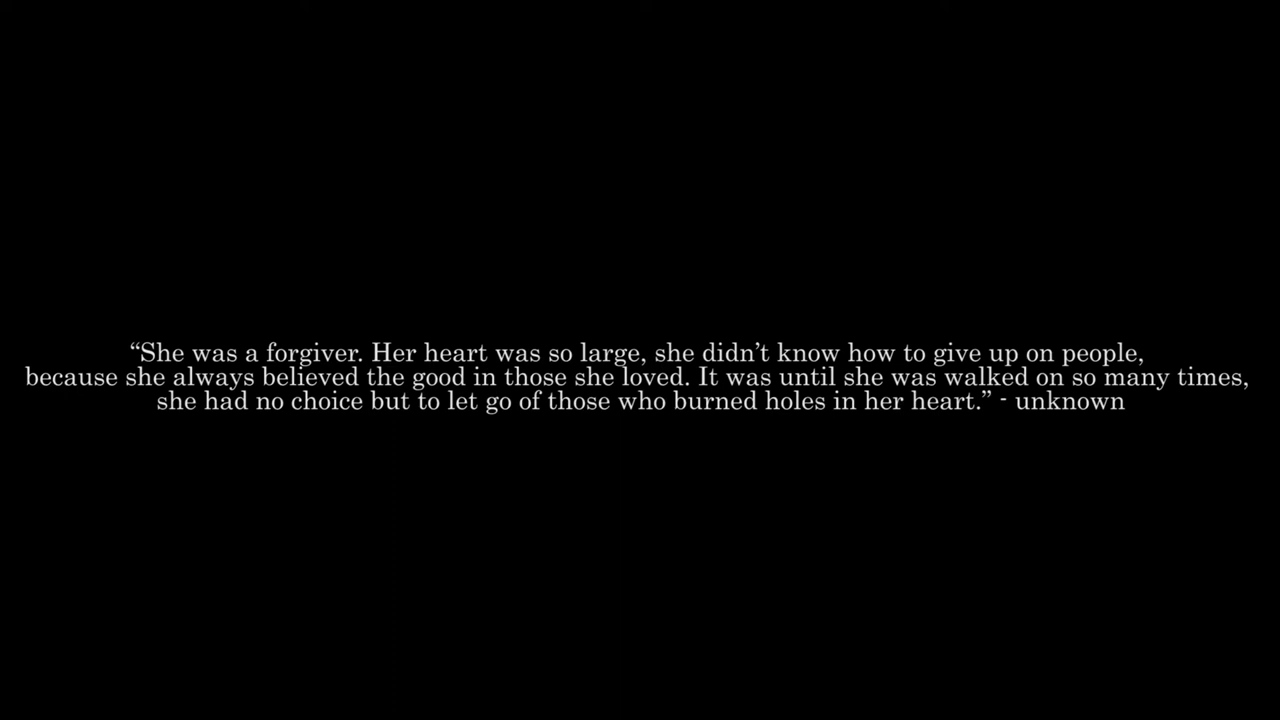 “She was a forgiver. Her heart was so large, she didn’t know how to give up on people,
because she always believed the good in those she loved. It was until she was walked on so many times,
she had no choice but to let go of those who burned holes in her heart.” - unknown